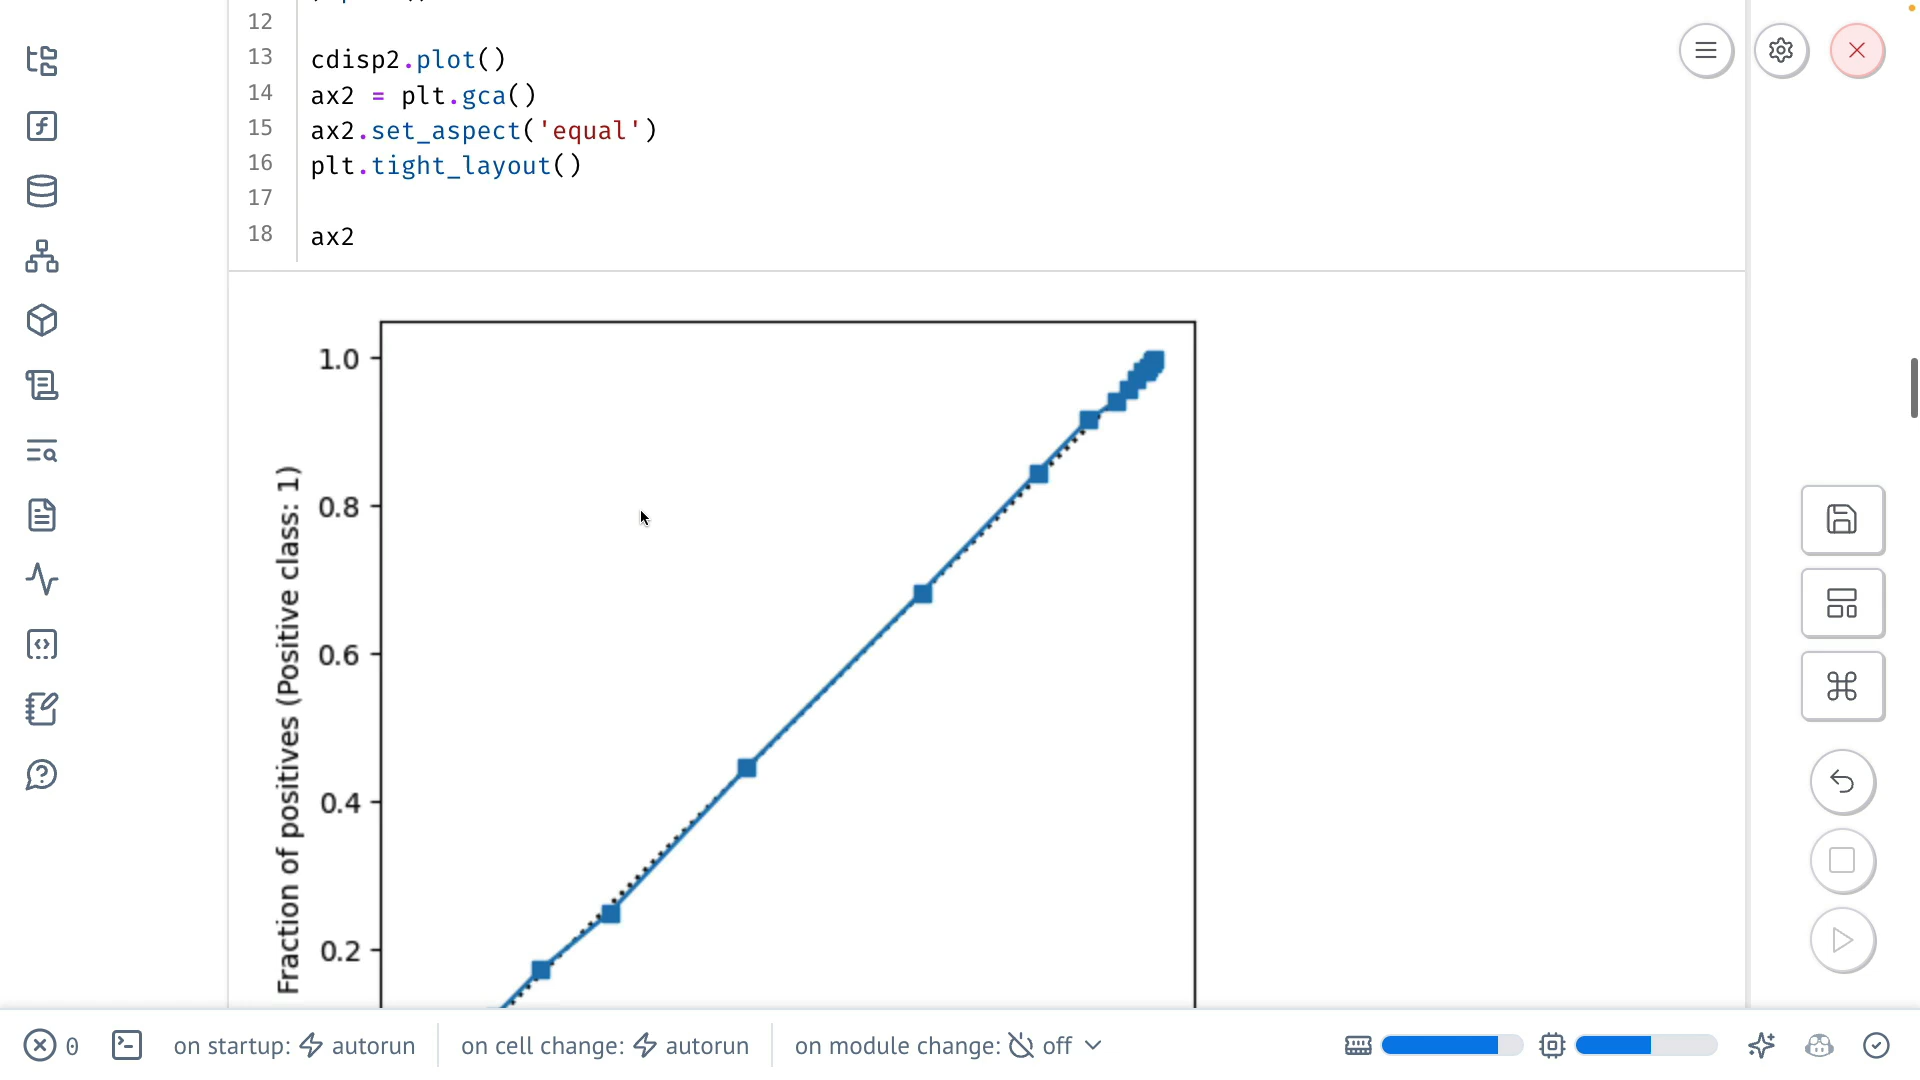 12
13 cdisp2.plot()
14 ax2 = plt.gca()
15 ax2.set_aspect('equal')
16 plt.tight_layout()
17
18 ax2
1.0
0.8
0.6
0.4
0.2
Fraction of positives (Positive class: 1)
0 on startup: autorun on cell change: autorun on module change: off